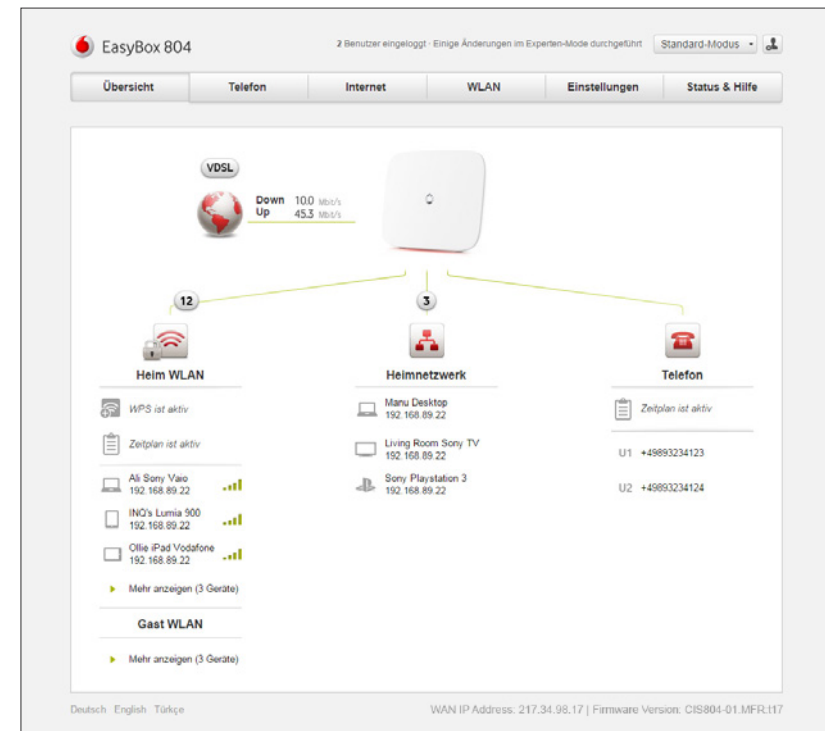 EasyBox 804
2 Benutzer eingeloggt · Einige Änderungen im Experten-Mode durchgeführt
Standard-Modus
Übersicht
Telefon
Internet
WLAN
Einstellungen
Status & Hilfe
VDSL
Down 10.0 Mbit/s
Up 45.3 Mbit/s
12
3
Heim WLAN
WPS ist aktiv
Zeitplan ist aktiv
Ali Sony Vaio
192.168.89.22
INQ's Lumia 900
192.168.89.22
Ollie iPad Vodafone
192.168.89.22
Mehr anzeigen (3 Geräte)
Gast WLAN
Mehr anzeigen (3 Geräte)
Heimnetzwerk
Manu Desktop
192.168.89.22
Living Room Sony TV
192.168.89.22
Sony Playstation 3
192.168.89.22
Telefon
Zeitplan ist aktiv
U1 +49893234123
U2 +49893234124
Deutsch English Türkçe
WAN IP Address: 217.34.98.17 | Firmware Version: CIS804-01.MFR.t17